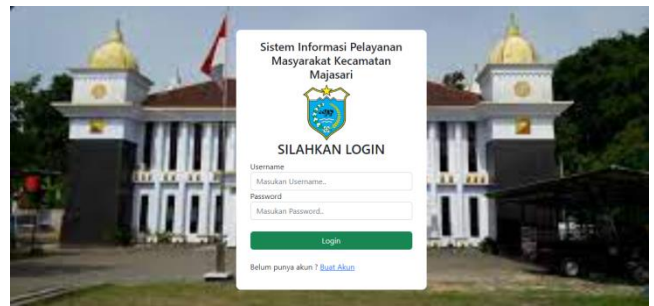 Sistem Informasi Pelayanan
Masyarakat Kecamatan
Majasari
SILAHKAN LOGIN
Username
Masukan Username..
Password
Masukan Password..
Login
Belum punya akun ? Buat Akun